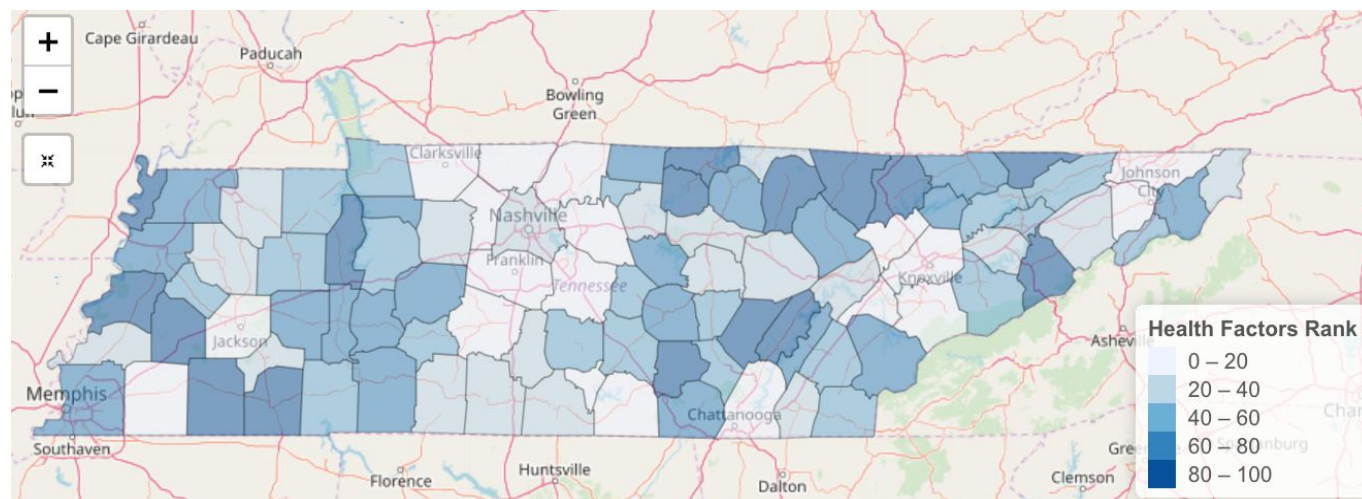 +
Cape Girardeau
Paducah
−
Bowling
Green
Clarksville
Johnson
City
Nashville
Franklin
Tennessee
Knoxville
Jackson
Asheville
Memphis
Chattanooga
Southaven
Florence
Huntsville
Dalton
Clemson
Health Factors Rank
0 – 20
20 – 40
40 – 60
60 – 80
80 – 100